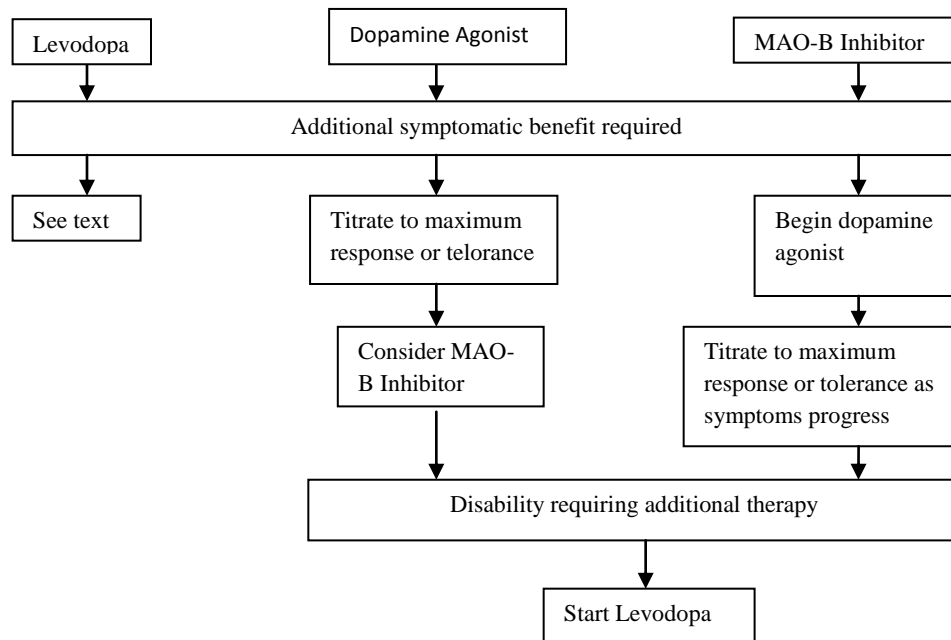 Levodopa
Dopamine Agonist
MAO-B Inhibitor
Additional symptomatic benefit required
See text
Titrate to maximum
response or telorance
Begin dopamine
agonist
Consider MAO-
B Inhibitor
Titrate to maximum
response or tolerance as
symptoms progress
Disability requiring additional therapy
Start Levodopa